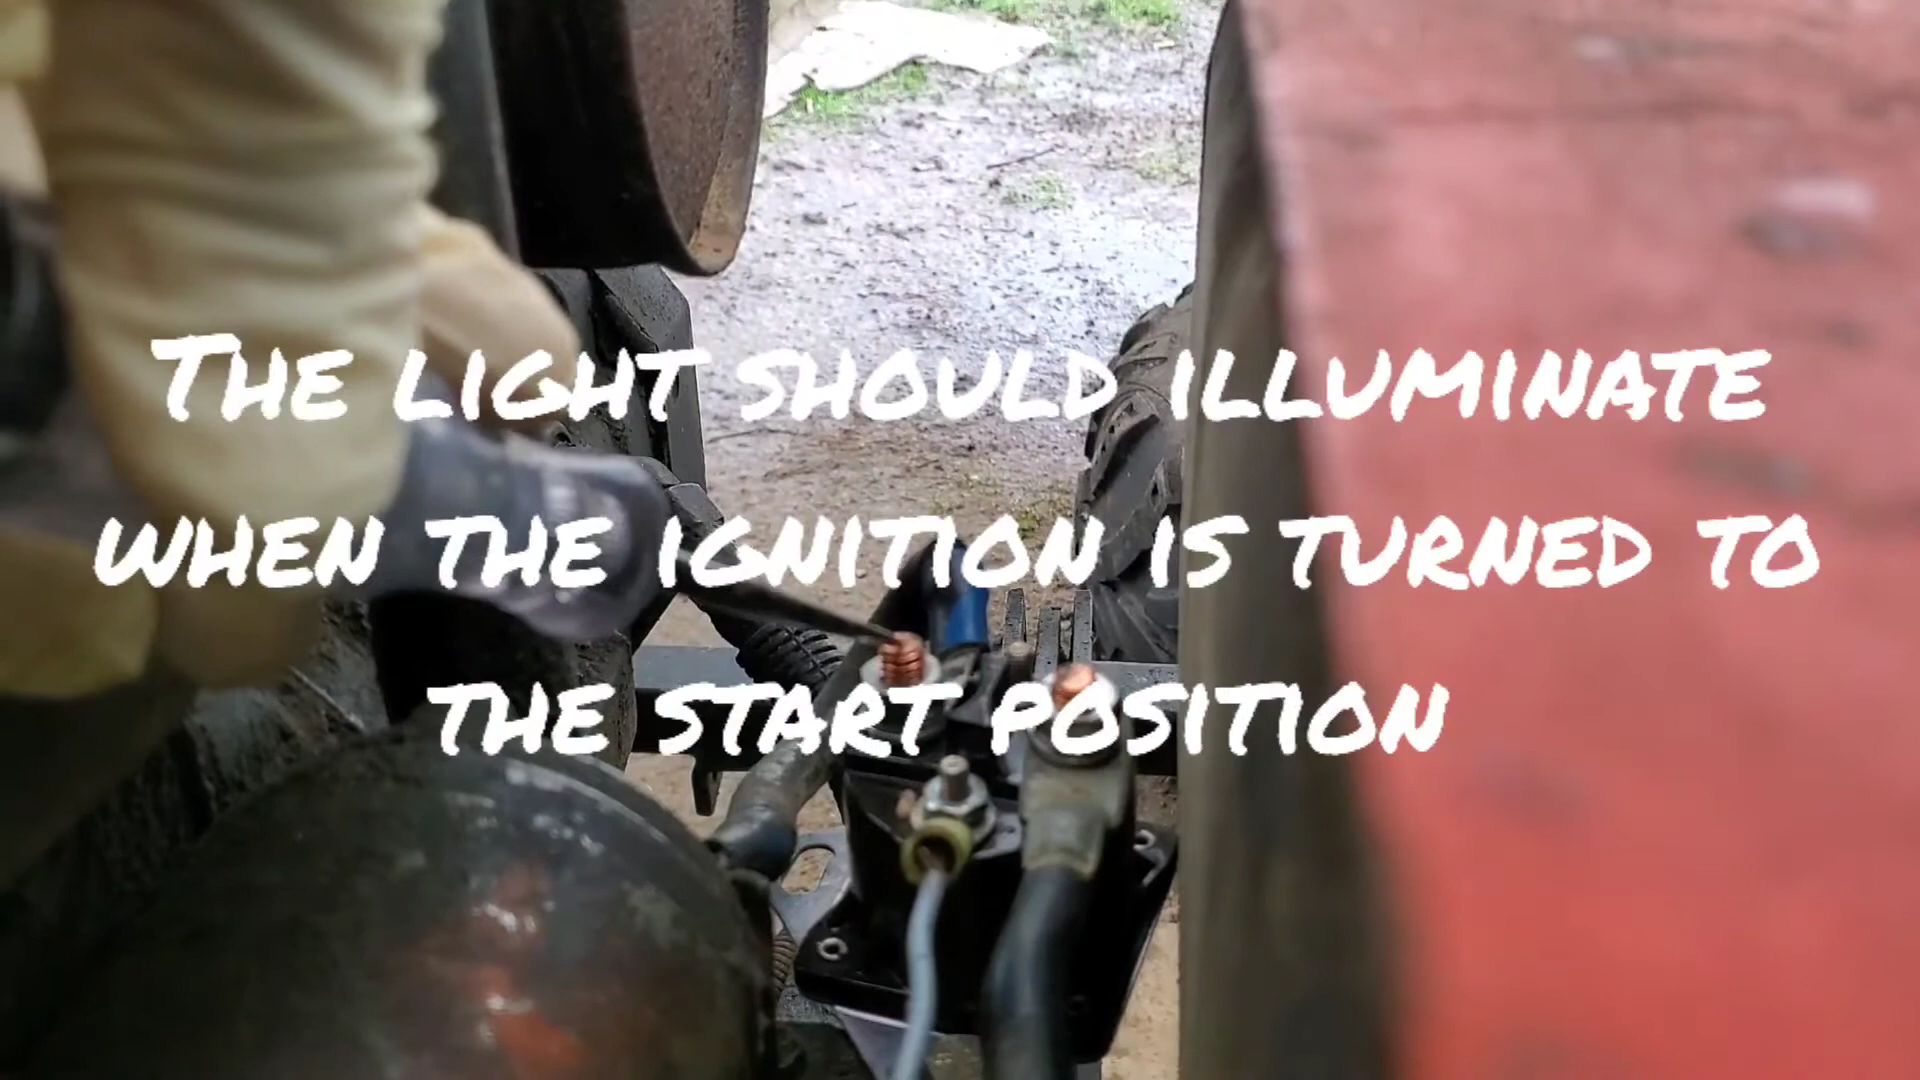 The light should illuminate
when the ignition is turned to
the start position